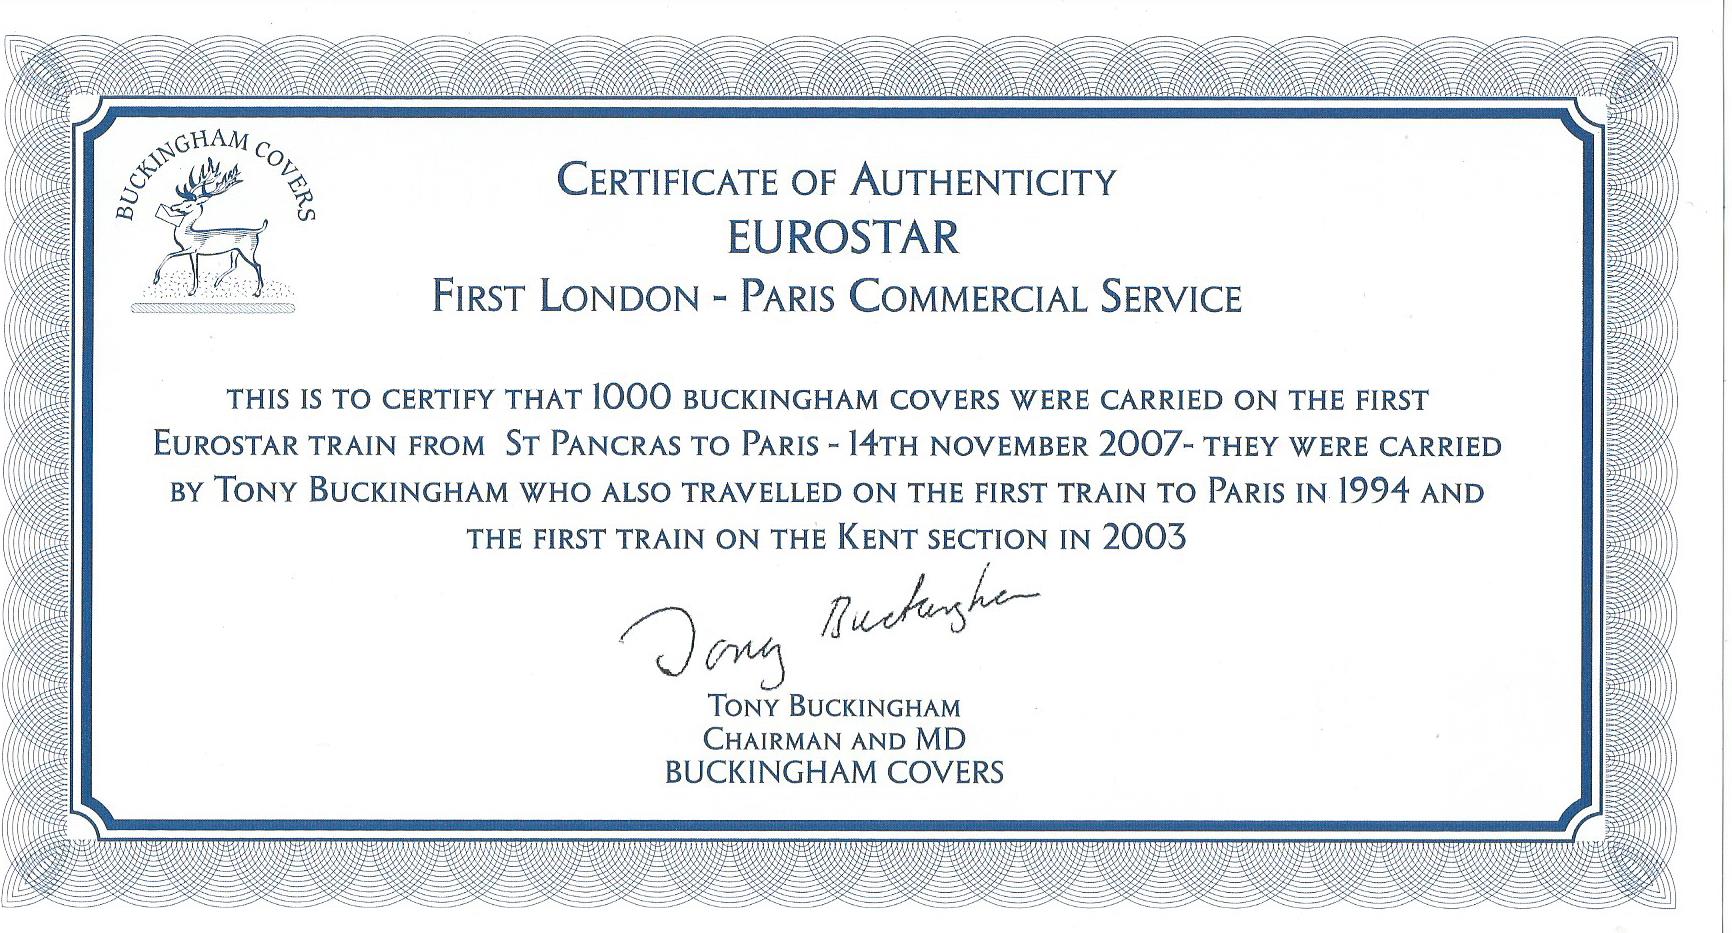 BUCKINGHAM COVERS
CERTIFICATE OF AUTHENTICITY
EUROSTAR
FIRST LONDON - PARIS COMMERCIAL SERVICE
THIS IS TO CERTIFY THAT 1000 BUCKINGHAM COVERS WERE CARRIED ON THE FIRST
EUROSTAR TRAIN FROM ST PANCRAS TO PARIS - 14TH NOVEMBER 2007- THEY WERE CARRIED
BY TONY BUCKINGHAM WHO ALSO TRAVELLED ON THE FIRST TRAIN TO PARIS IN 1994 AND
THE FIRST TRAIN ON THE KENT SECTION IN 2003
Tony Buckingham
TONY BUCKINGHAM
CHAIRMAN AND MD
BUCKINGHAM COVERS